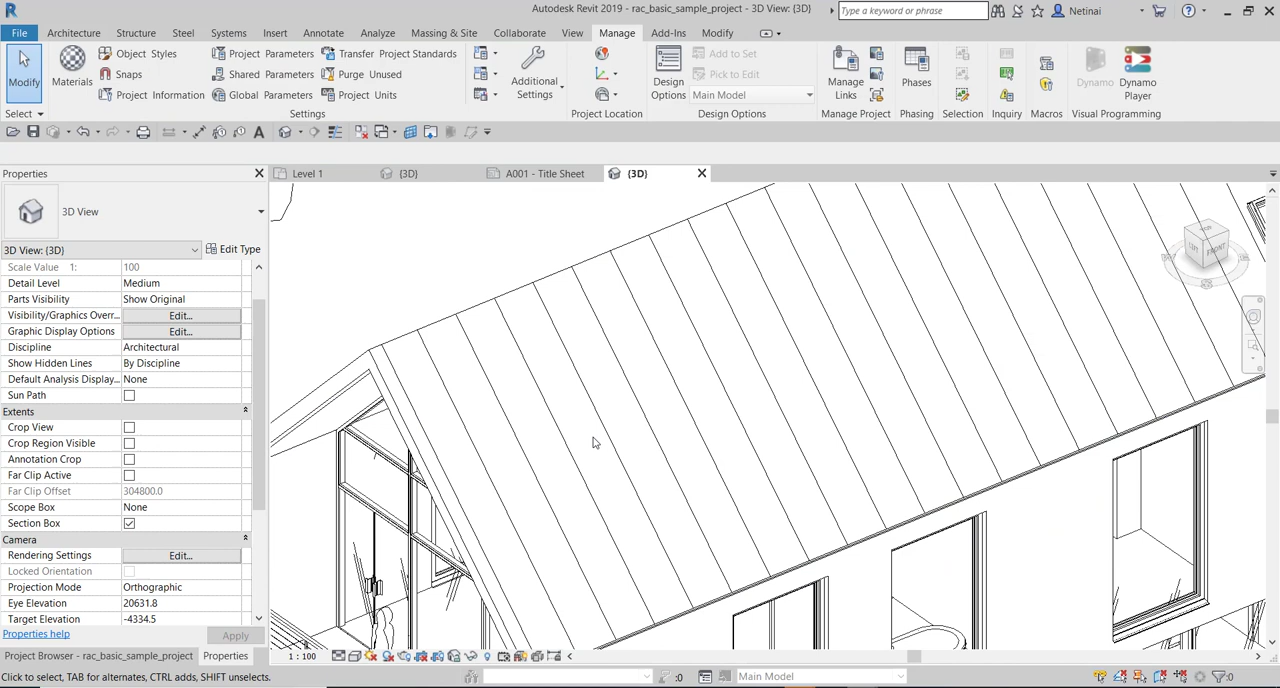 Autodesk Revit 2019 - rac_basic_sample_project - 3D View: {3D}
Type a keyword or phrase
Netinai
File Architecture Structure Steel Systems Insert Annotate Analyze Massing & Site Collaborate View Manage Add-Ins Modify
Modify
Materials
Object Styles
Snaps
Project Information
Project Parameters
Shared Parameters
Global Parameters
Transfer Project Standards
Purge Unused
Project Units
Additional
Settings
Design
Options
Add to Set
Pick to Edit
Main Model
Manage
Links
Phases
Dynamo
Dynamo
Player
Select Settings Project Location Design Options Manage Project Phasing Selection Inquiry Macros Visual Programming
Properties
Level 1
{3D}
A001 - Title Sheet
{3D}
3D View
3D View: {3D}
Edit Type
Scale Value 1: 100
Detail Level Medium
Parts Visibility Show Original
Visibility/Graphics Overr... Edit...
Graphic Display Options Edit...
Discipline Architectural
Show Hidden Lines By Discipline
Default Analysis Display... None
Sun Path
Extents
Crop View
Crop Region Visible
Annotation Crop
Far Clip Active
Far Clip Offset 304800.0
Scope Box None
Section Box
Camera
Rendering Settings Edit...
Locked Orientation
Projection Mode Orthographic
Eye Elevation 20631.8
Target Elevation -4334.5
Properties help
Apply
LEFT
FRONT
Project Browser - rac_basic_sample_project
Properties
1 : 100
Click to select, TAB for alternates, CTRL adds, SHIFT unselects.
:0
Main Model
:0